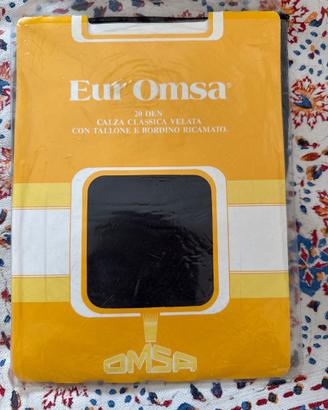 Eur'Omsa®
20 DEN
CALZA CLASSICA VELATA
CON TALLONE E BORDINO RICAMATO.
OMSA